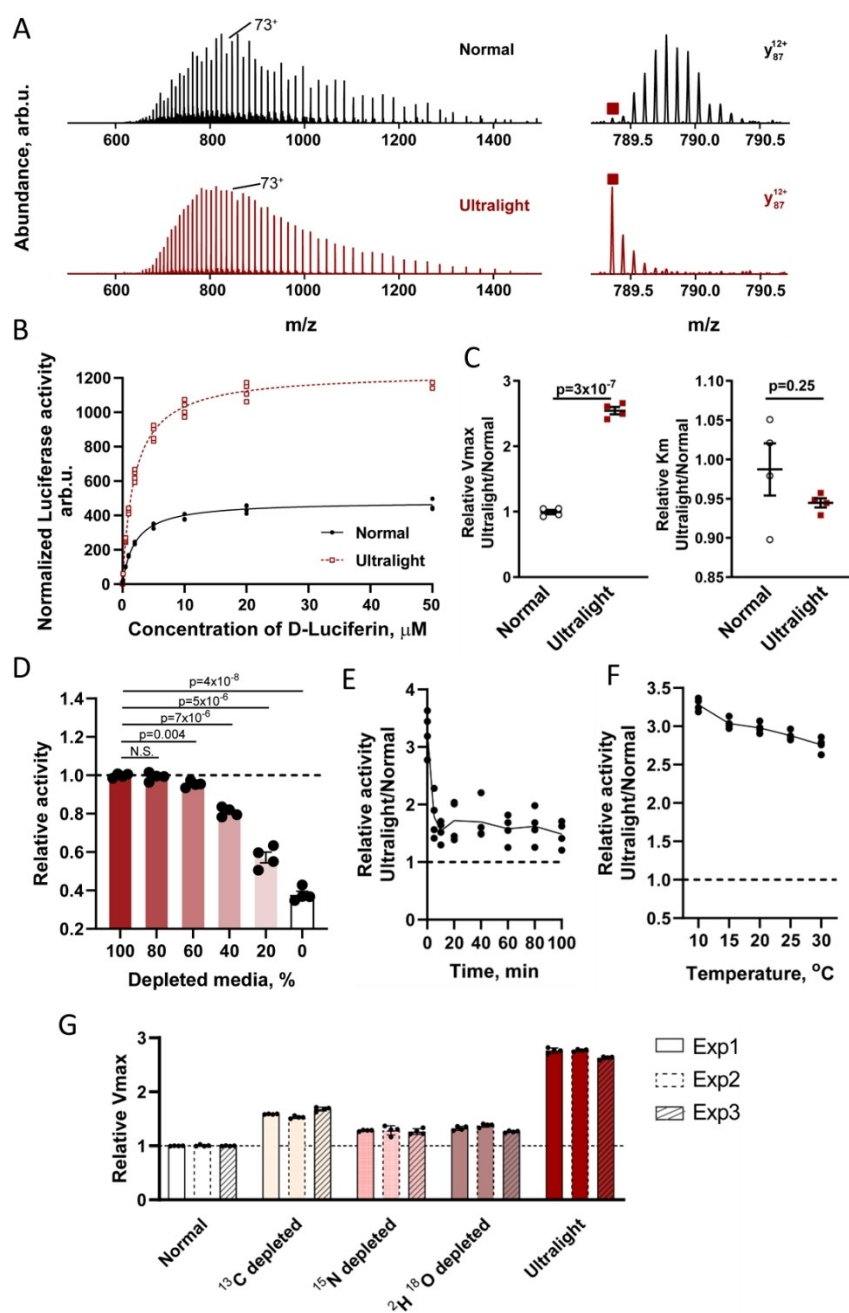 A
73+
Normal
y87 12+
600 800 1000 1200 1400
789.5 790.0 790.5
Abundance, arb.u.
73+
Ultralight
y87 12+
600 800 1000 1200 1400
789.5 790.0 790.5
m/z
m/z
B
Normalized Luciferase activity
arb.u.
1200
1000
800
600
400
200
0
Normal
Ultralight
0 10 20 30 40 50
Concentration of D-Luciferin, μM
C
Relative Vmax
Ultralight/Normal
3
2
1
0
p=3x10-7
Normal
Ultralight
Relative Km
Ultralight/Normal
1.10
1.05
1.00
0.95
0.90
0.85
p=0.25
Normal
Ultralight
D
Relative activity
p=4x10-8
p=5x10-6
p=7x10-6
p=0.004
N.S.
1.4
1.2
1.0
0.8
0.6
0.4
0.2
100 80 60 40 20 0
Depleted media, %
E
Relative activity
Ultralight/Normal
4
3
2
1
0
0 20 40 60 80 100
Time, min
F
Relative activity
Ultralight/Normal
3.5
3.0
2.5
2.0
1.5
1.0
0.5
10 15 20 25 30
Temperature, °C
G
Relative Vmax
3
2
1
0
Normal
13C depleted
15N depleted
2H 18O depleted
Ultralight
Exp1
Exp2
Exp3